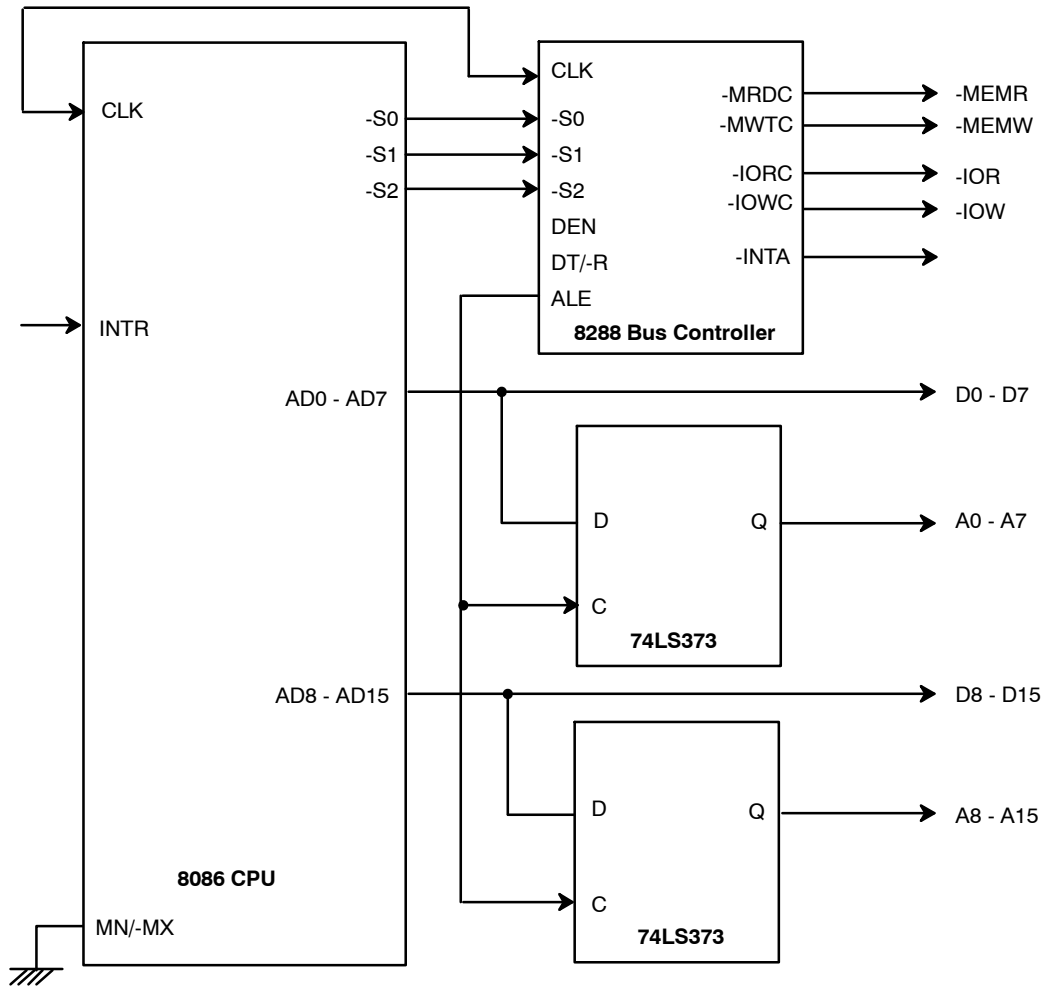 CLK
-S0
-S1
-S2
INTR
AD0 - AD7
AD8 - AD15
8086 CPU
MN/-MX
CLK
-S0
-S1
-S2
DEN
DT/-R
ALE
-MRDC
-MWTC
-IORC
-IOWC
-INTA
8288 Bus Controller
-MEMR
-MEMW
-IOR
-IOW
D0 - D7
D
Q
C
74LS373
A0 - A7
D8 - D15
D
Q
C
74LS373
A8 - A15